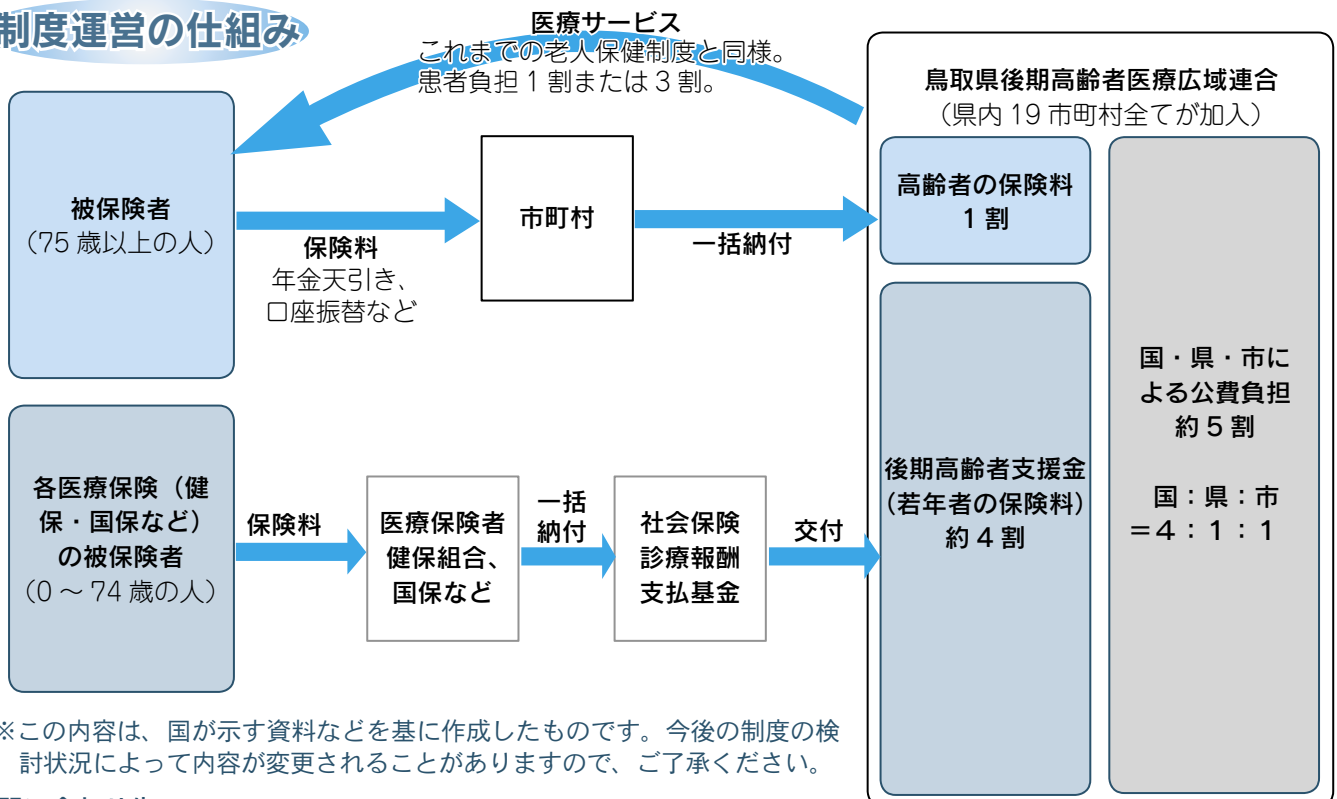 制度運営の仕組み
医療サービス
これまでの老人保健制度と同様。
患者負担１割または３割。
被保険者
（75 歳以上の人）
保険料
年金天引き、
口座振替など
市町村
一括納付
鳥取県後期高齢者医療広域連合
（県内 19 市町村全てが加入）
高齢者の保険料
１割
後期高齢者支援金
（若年者の保険料）
約４割
国・県・市に
よる公費負担
約５割
国：県：市
＝４：１：１
各医療保険（健
保・国保など）
の被保険者
（0 ～ 74 歳の人）
保険料
医療保険者
健保組合、
国保など
一括
納付
社会保険
診療報酬
支払基金
交付
※この内容は、国が示す資料などを基に作成したものです。今後の制度の検
討状況によって内容が変更されることがありますので、ご了承ください。